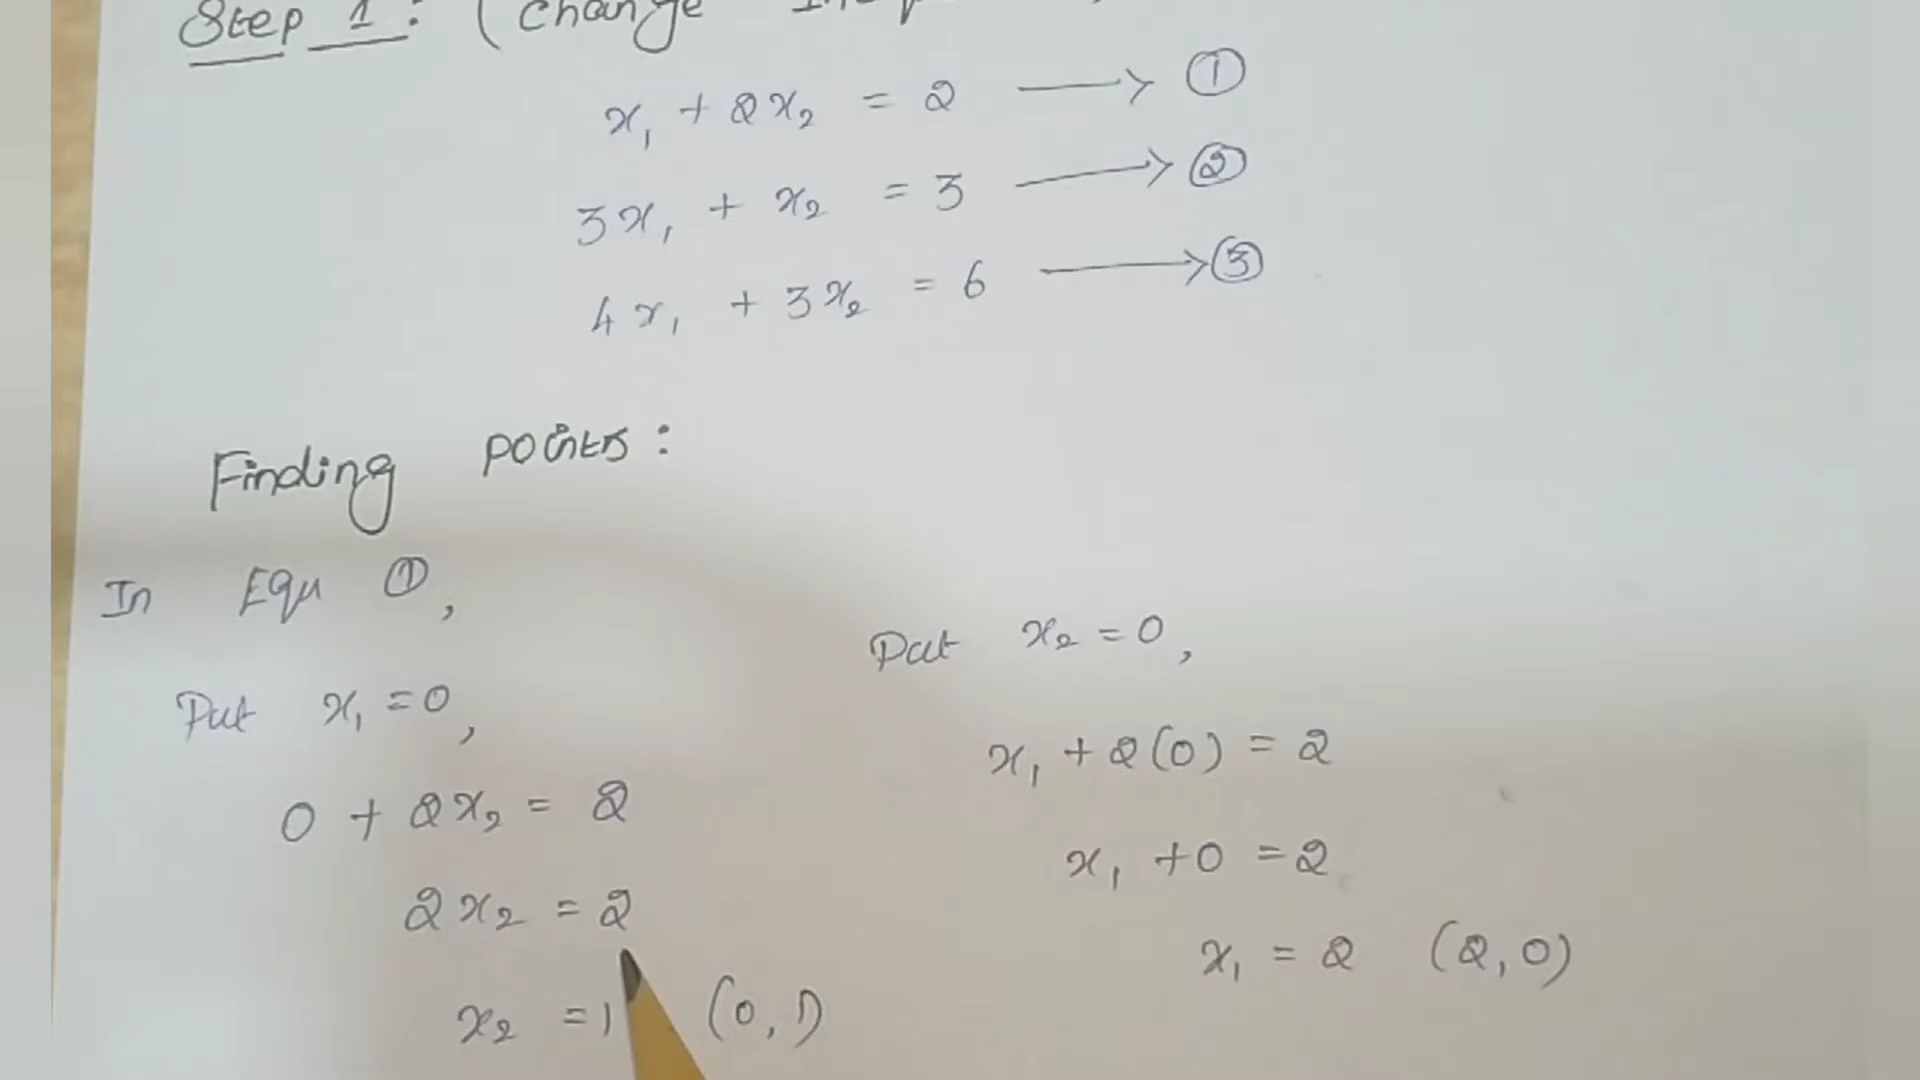 Step 1: (Change
x₁ + 2x₂ = 2 → ①
3x₁ + x₂ = 3 → ②
4x₁ + 3x₂ = 6 → ③
Finding points:
In Equ ①,
Put x₁ = 0,
0 + 2x₂ = 2
2x₂ = 2
x₂ = 1 (0, 1)
Put x₂ = 0,
x₁ + 2(0) = 2
x₁ + 0 = 2
x₁ = 2 (2, 0)